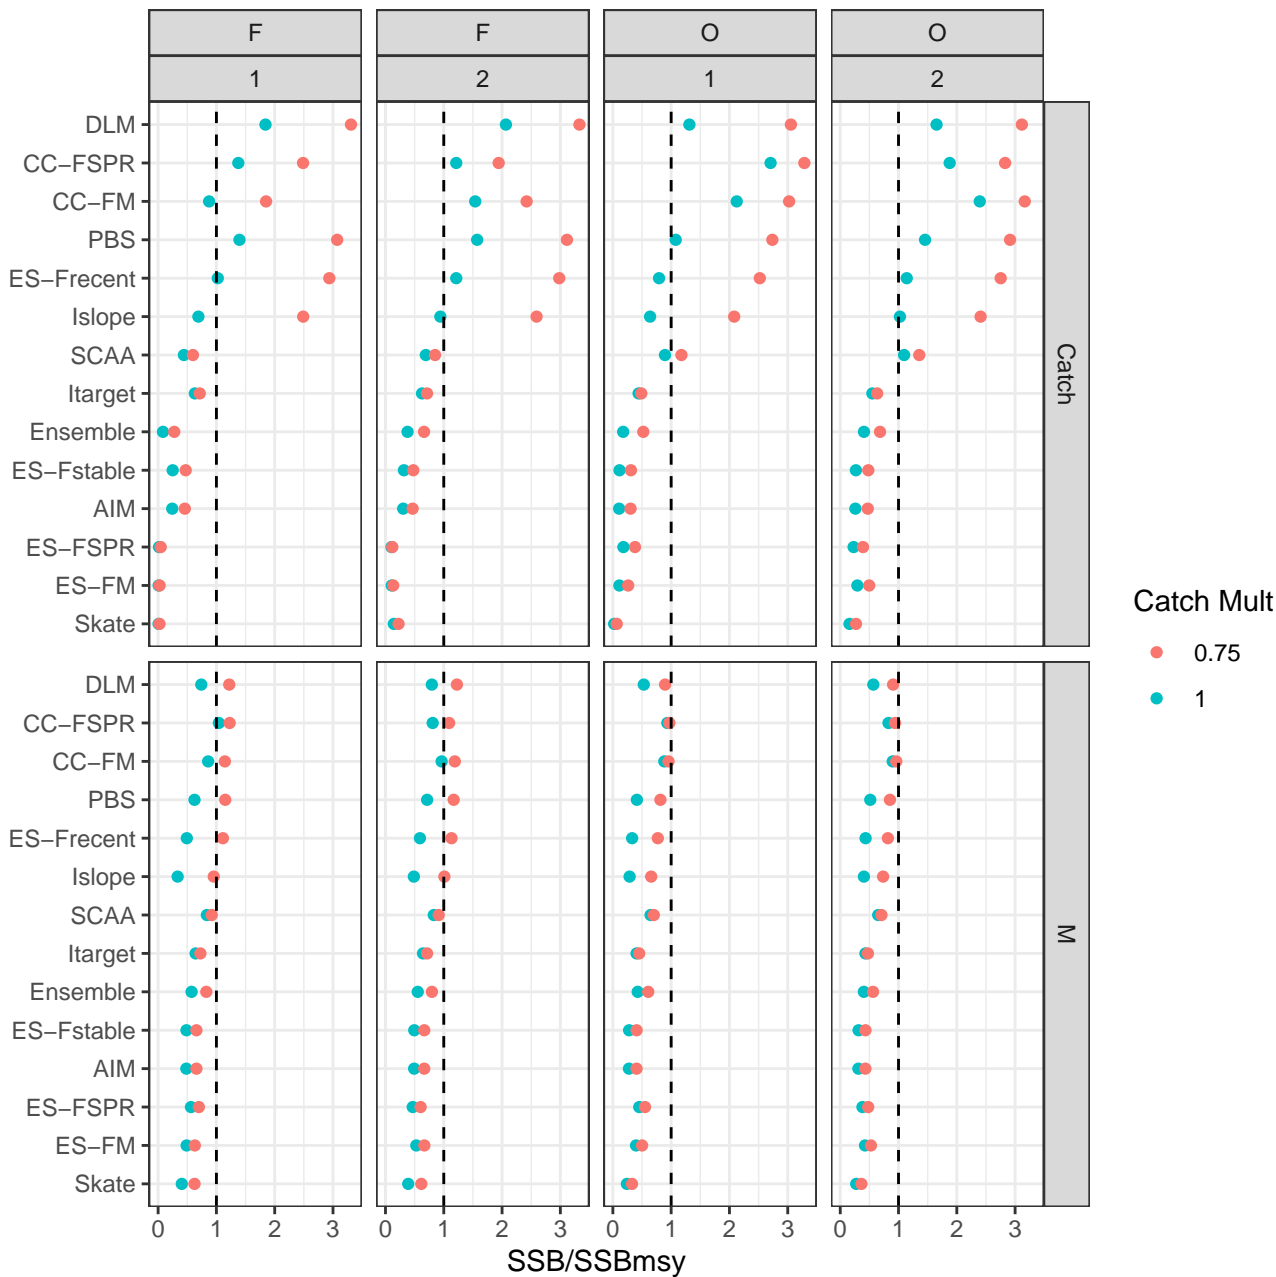 F F O O
1 2 1 2
DLM
CC−FSPR
CC−FM
PBS
ES−Frecent
Islope
SCAA
Itarget
Ensemble
ES−Fstable
AIM
ES−FSPR
ES−FM
Skate
Catch
DLM
CC−FSPR
CC−FM
PBS
ES−Frecent
Islope
SCAA
Itarget
Ensemble
ES−Fstable
AIM
ES−FSPR
ES−FM
Skate
M
0 1 2 3 0 1 2 3 0 1 2 3 0 1 2 3
SSB/SSBmsy
Catch Mult
0.75
1